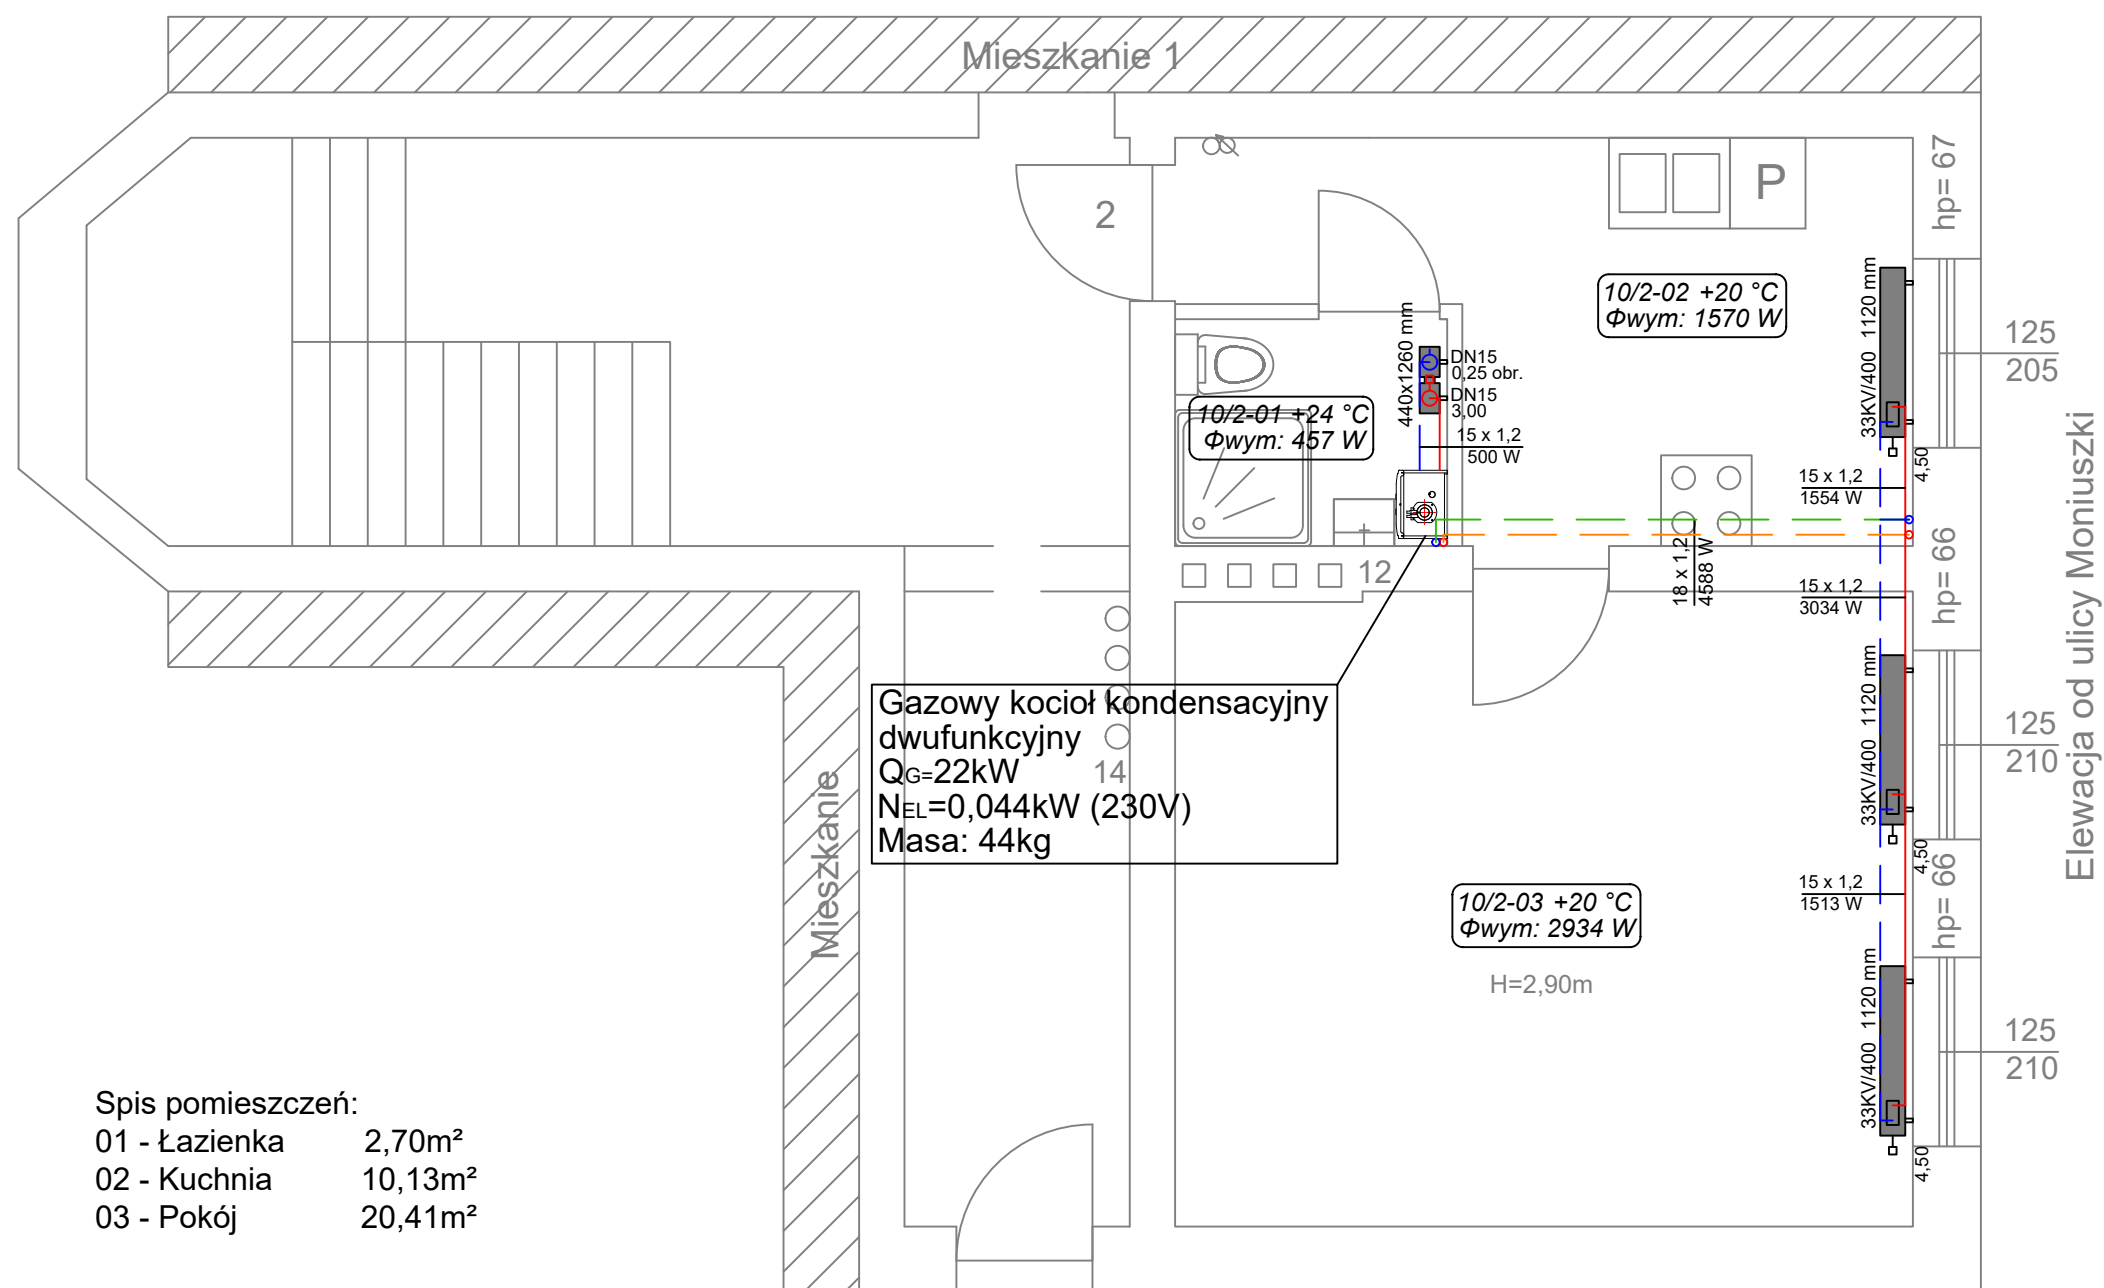 Mieszkanie 1
hp= 67
2
P
10/2-02 +20 °C
Φwym: 1570 W
33KV/400 1120 mm
125
205
440x1260 mm
DN15
0,25 obr.
DN15
3,00
10/2-01 +24 °C
Φwym: 457 W
15 x 1,2
500 W
4,50
15 x 1,2
1554 W
Elewacja od ulicy Moniuszki
hp= 66
12
18 x 1,2
4588 W
15 x 1,2
3034 W
Gazowy kocioł kondensacyjny
dwufunkcyjny
QG=22kW
NEL=0,044kW (230V)
Masa: 44kg
14
33KV/400 1120 mm
125
210
Mieszkanie
4,50
hp= 66
15 x 1,2
1513 W
10/2-03 +20 °C
Φwym: 2934 W
H=2,90m
33KV/400 1120 mm
125
210
4,50
Spis pomieszczeń:
01 - Łazienka 2,70m²
02 - Kuchnia 10,13m²
03 - Pokój 20,41m²